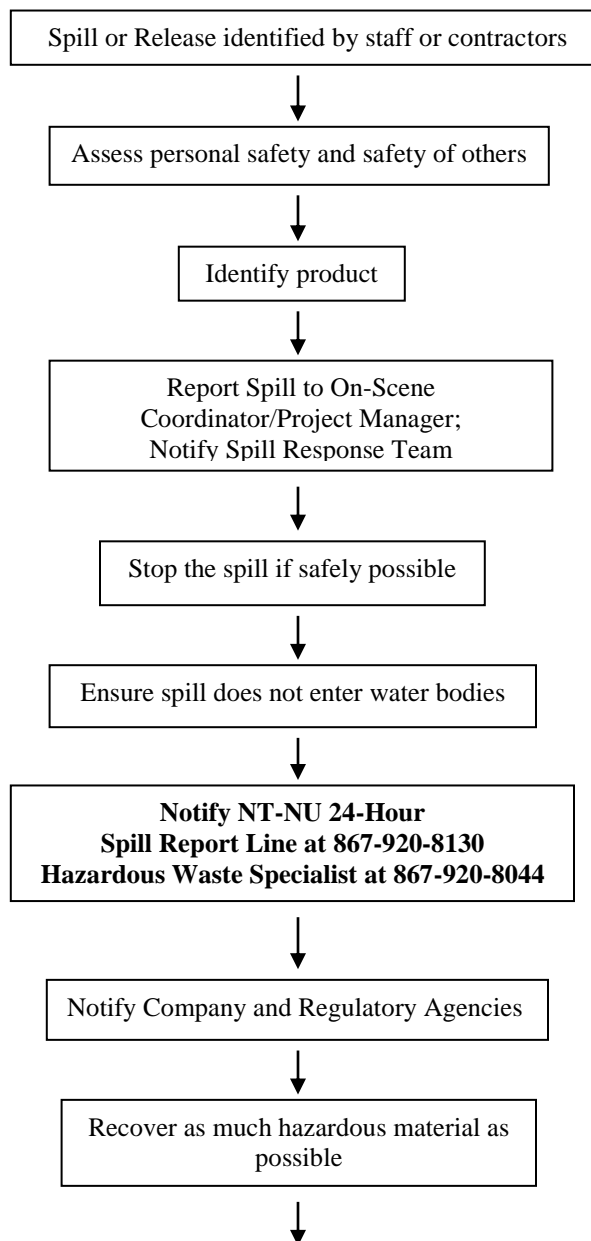 Spill or Release identified by staff or contractors
Assess personal safety and safety of others
Identify product
Report Spill to On-Scene
Coordinator/Project Manager;
Notify Spill Response Team
Stop the spill if safely possible
Ensure spill does not enter water bodies
Notify NT-NU 24-Hour
Spill Report Line at 867-920-8130
Hazardous Waste Specialist at 867-920-8044
Notify Company and Regulatory Agencies
Recover as much hazardous material as
possible